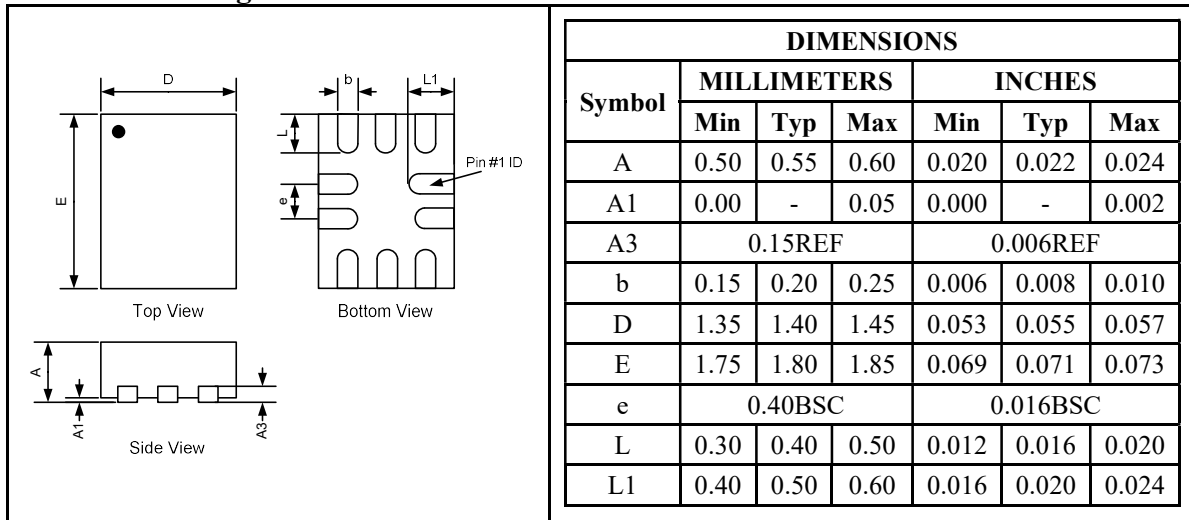 D
b
L1
L
Pin #1 ID
E
e
Top View
Bottom View
A
A1
A3
Side View
DIMENSIONS
Symbol MILLIMETERS INCHES
Min Typ Max Min Typ Max
A 0.50 0.55 0.60 0.020 0.022 0.024
A1 0.00 - 0.05 0.000 - 0.002
A3 0.15REF 0.006REF
b 0.15 0.20 0.25 0.006 0.008 0.010
D 1.35 1.40 1.45 0.053 0.055 0.057
E 1.75 1.80 1.85 0.069 0.071 0.073
e 0.40BSC 0.016BSC
L 0.30 0.40 0.50 0.012 0.016 0.020
L1 0.40 0.50 0.60 0.016 0.020 0.024